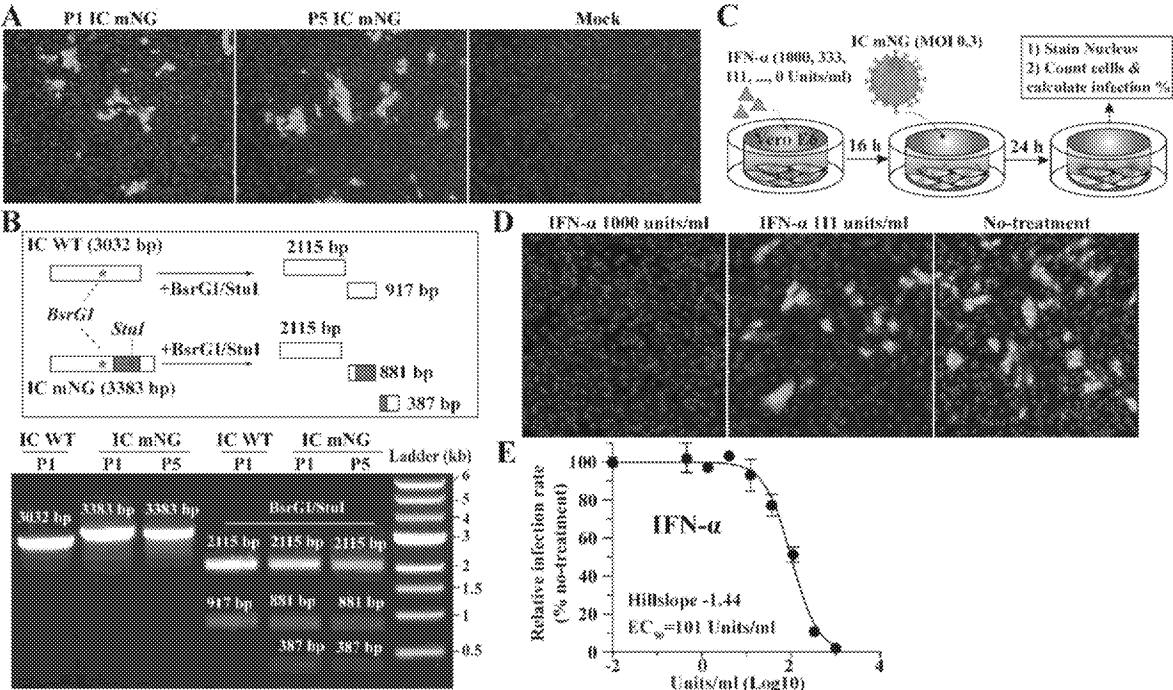 A
P1 IC mNG
P5 IC mNG
Mock
B
IC WT (3032 bp)
2115 bp
+BsrGI/StuI
917 bp
BsrGI
StuI
2115 bp
+BsrGI/StuI
881 bp
IC mNG (3383 bp)
387 bp
IC WT
IC mNG
IC WT
IC mNG
P1
P1
P5
P1
P1
P5
Ladder (kb)
3032 bp
3383 bp
3383 bp
BsrGI/StuI
2115 bp
2115 bp
2115 bp
917 bp
881 bp
881 bp
387 bp
387 bp
6
5
4
3
2
1.5
1
0.5
C
IFN-α (1000, 333,
111, ..., 0 Units/ml)
IC mNG (MOI 0.3)
1) Stain Nucleus
2) Count cells &
calculate infection %
Vero E6
16 h
24 h
D
IFN-α 1000 units/ml
IFN-α 111 units/ml
No-treatment
E
Relative infection rate
(% no-treatment)
100
80
60
40
20
0
IFN-α
Hillslope -1.44
EC50=101 Units/ml
-2
0
2
4
Units/ml (Log10)